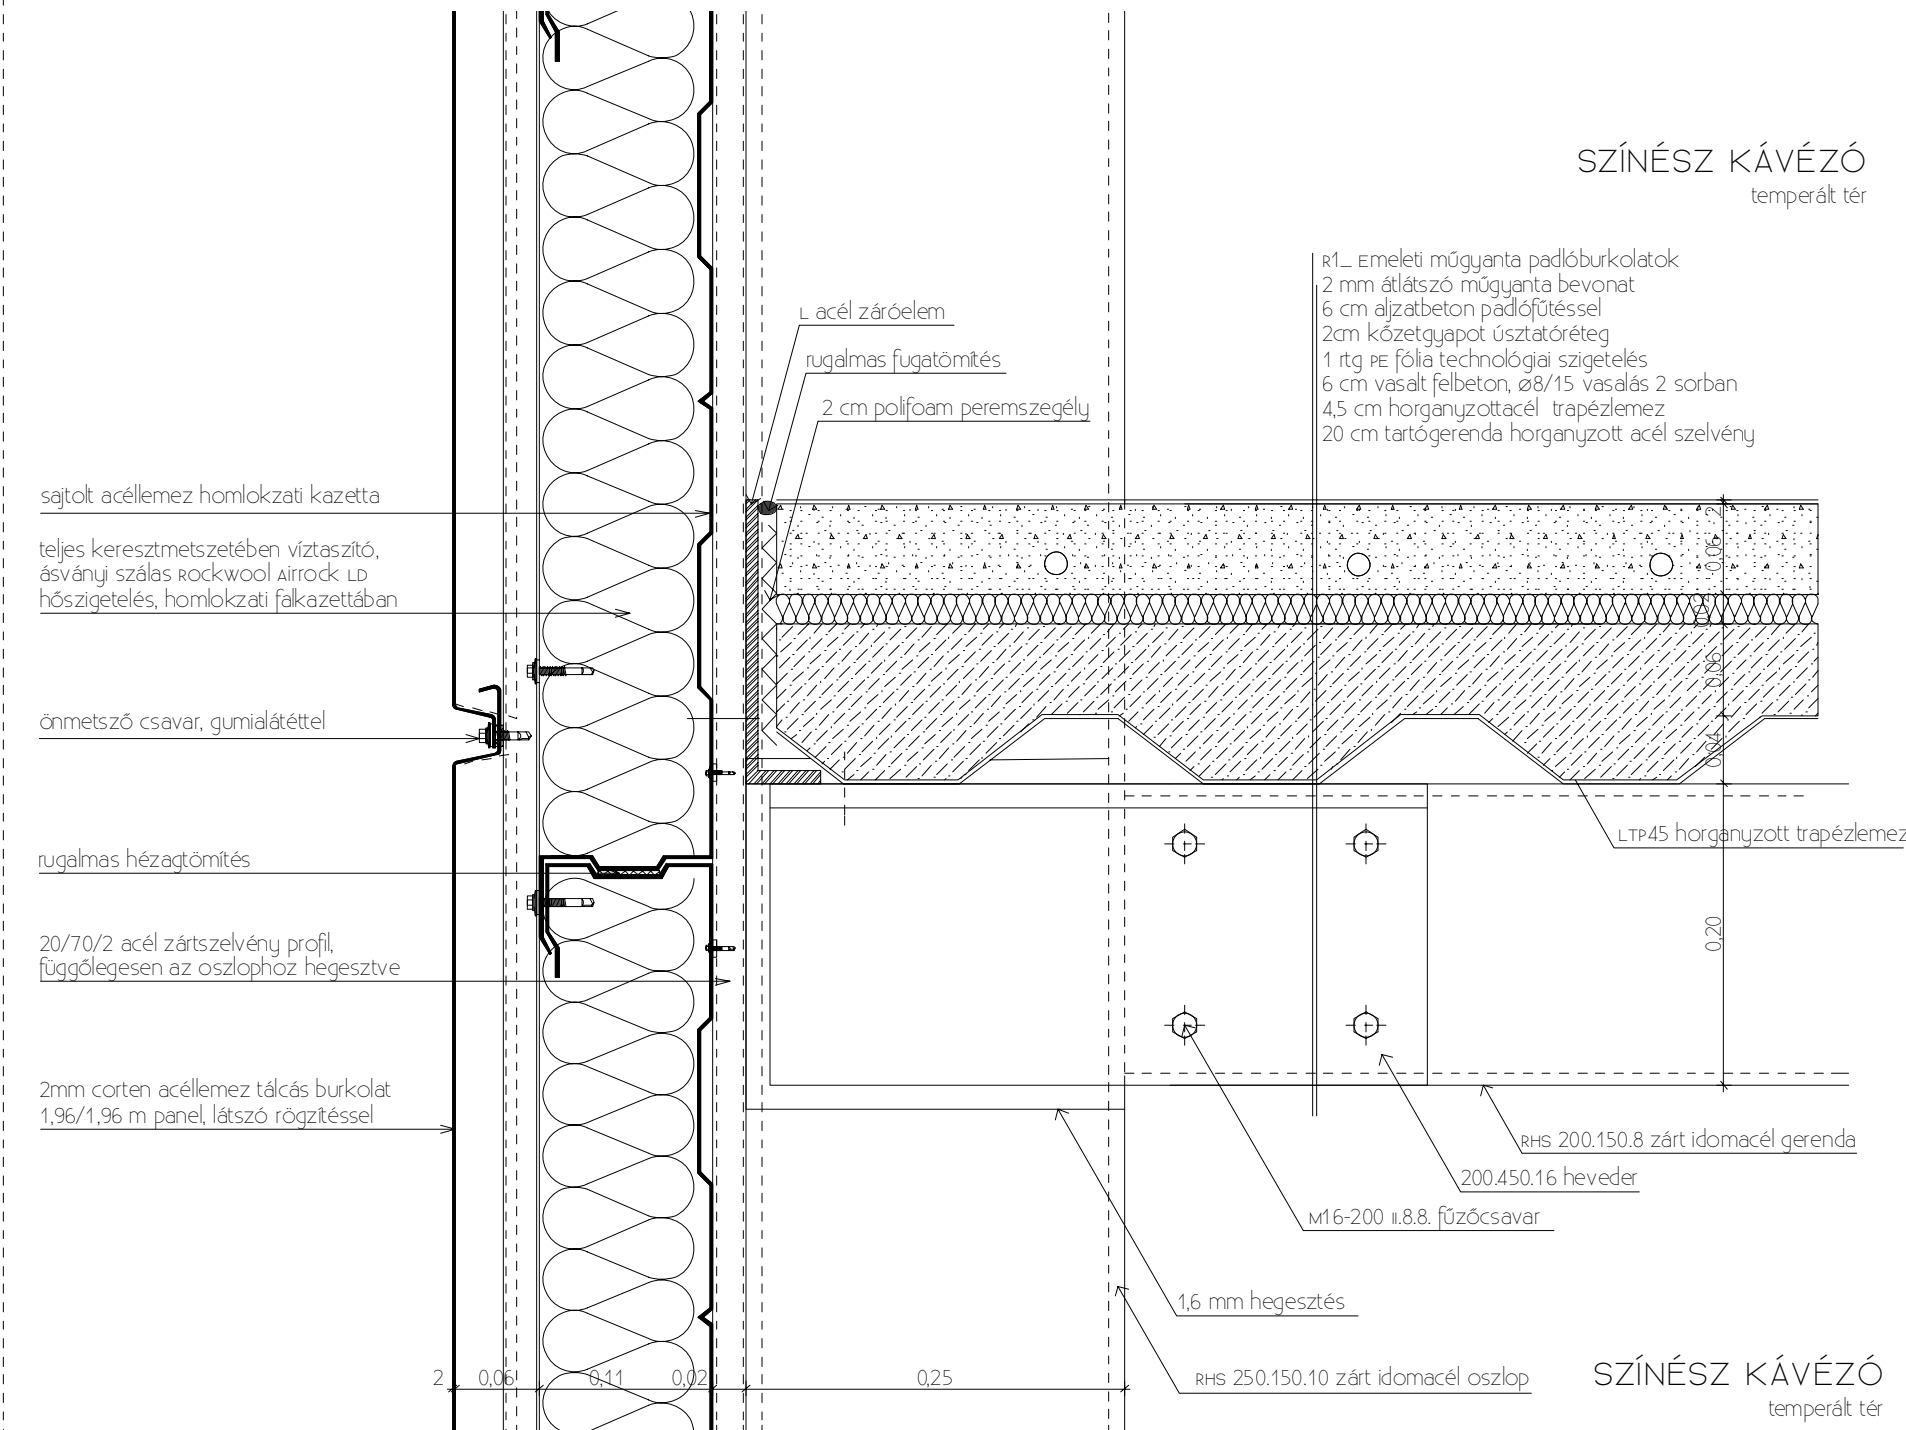 SZÍNÉSZ KÁVÉZÓ
temperált tér
R1_ Emeleti műgyanta padlóburkolatok
2 mm átlátszó műgyanta bevonat
6 cm aljzatbeton padlófűtéssel
2cm kőzetgyapot úsztatóréteg
1 rtg PE fólia technológiai szigetelés
6 cm vasalt felbeton, ø8/15 vasalás 2 sorban
4,5 cm horganyzottacél trapézlemez
20 cm tartógerenda horganyzott acél szelvény
L acél záróelem
rugalmas fugatömítés
2 cm polifoam peremszegély
sajtolt acéllemez homlokzati kazetta
teljes keresztmetszetében víztaszító,
ásványi szálas ROCKWOOL AIRROCK LD
hőszigetelés, homlokzati falkazettában
önmetsző csavar, gumialátéttel
rugalmas hézagtömítés
20/70/2 acél zártszelvény profil,
függőlegesen az oszlophoz hegesztve
2mm corten acéllemez tálcás burkolat
1,96/1,96 m panel, látszó rögzítéssel
2
0,06
0,02
0,06
0,04
0,20
LTP45 horganyzott trapézlemez
RHS 200.150.8 zárt idomacél gerenda
200.450.16 heveder
M16-200 II.8.8. fűzőcsavar
1,6 mm hegesztés
RHS 250.150.10 zárt idomacél oszlop
2
0,06
0,11
0,02
0,25
SZÍNÉSZ KÁVÉZÓ
temperált tér